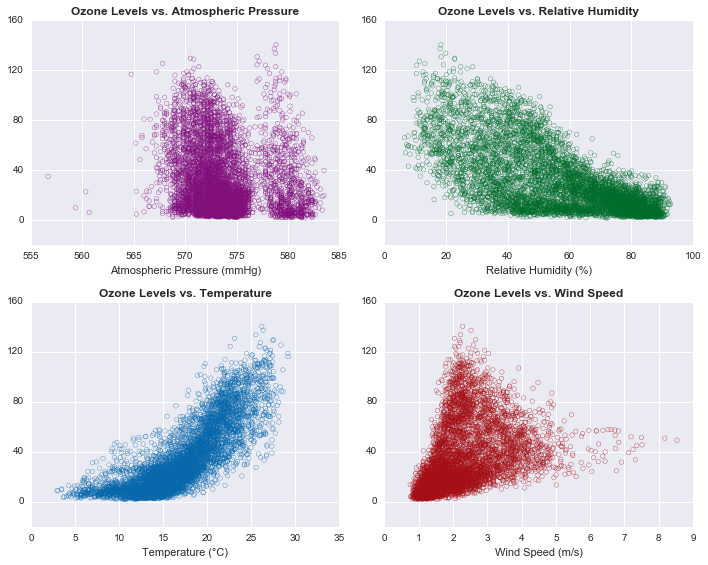 Ozone Levels vs. Atmospheric Pressure
160
120
80
40
0
555 560 565 570 575 580 585
Atmospheric Pressure (mmHg)
Ozone Levels vs. Relative Humidity
160
120
80
40
0
0 20 40 60 80 100
Relative Humidity (%)
Ozone Levels vs. Temperature
160
120
80
40
0
0 5 10 15 20 25 30 35
Temperature (°C)
Ozone Levels vs. Wind Speed
160
120
80
40
0
0 1 2 3 4 5 6 7 8 9
Wind Speed (m/s)